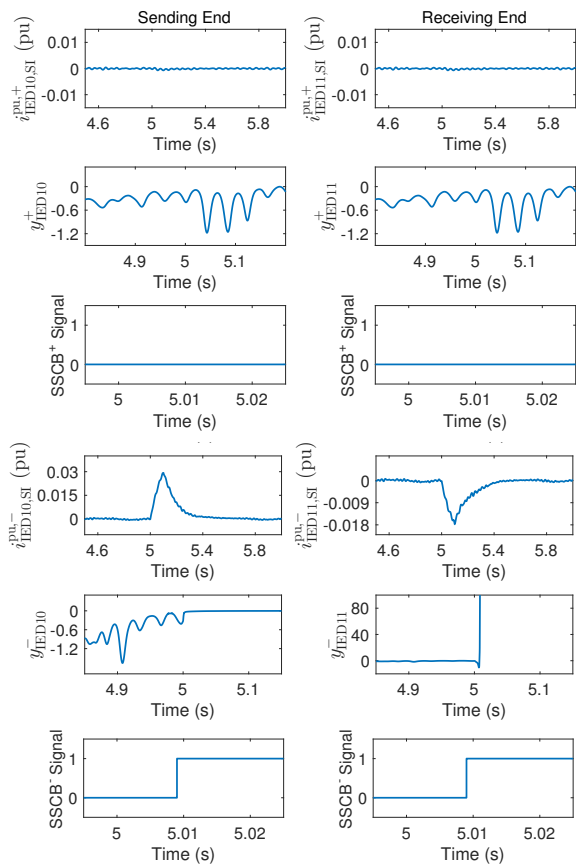 Sending End Receiving End
i^{pu,+}_{IED10,SI} (pu) 0.01 0 -0.01 i^{pu,+}_{IED11,SI} (pu) 0.01 0 -0.01
4.6 5 5.4 5.8 4.6 5 5.4 5.8
Time (s) Time (s)
y^{+}_{IED10} 0 -0.6 -1.2 y^{+}_{IED11} 0 -0.6 -1.2
4.9 5 5.1 4.9 5 5.1
Time (s) Time (s)
SSCB^{+} Signal 1 0 SSCB^{+} Signal 1 0
5 5.01 5.02 5 5.01 5.02
Time (s) Time (s)
i^{pu,-}_{IED10,SI} (pu) 0.03 0.015 0 i^{pu,-}_{IED11,SI} (pu) 0 -0.009 -0.018
4.6 5 5.4 5.8 4.6 5 5.4 5.8
Time (s) Time (s)
y^{-}_{IED10} 0 -0.6 -1.2 y^{-}_{IED11} 80 40 0
4.9 5 5.1 4.9 5 5.1
Time (s) Time (s)
SSCB^{-} Signal 1 0 SSCB^{-} Signal 1 0
5 5.01 5.02 5 5.01 5.02
Time (s) Time (s)